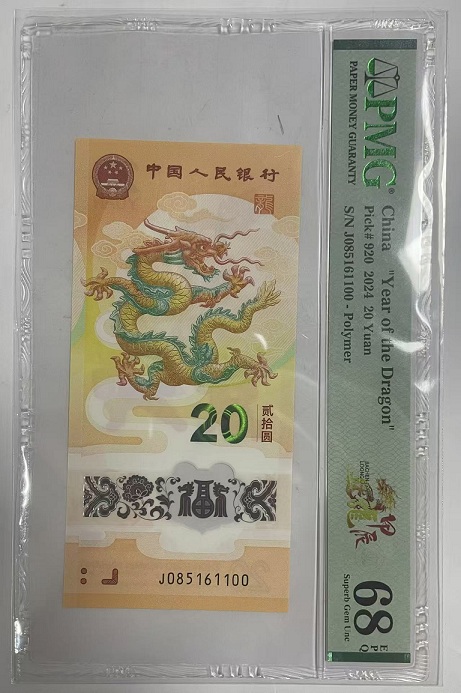 中国人民银行
20
贰拾圆
J085161100
PMG
PAPER MONEY GUARANTY
China "Year of the Dragon"
Pick# 920 2024 20 Yuan
S/N J085161100 - Polymer
68
EPQ
Superb Gem Unc